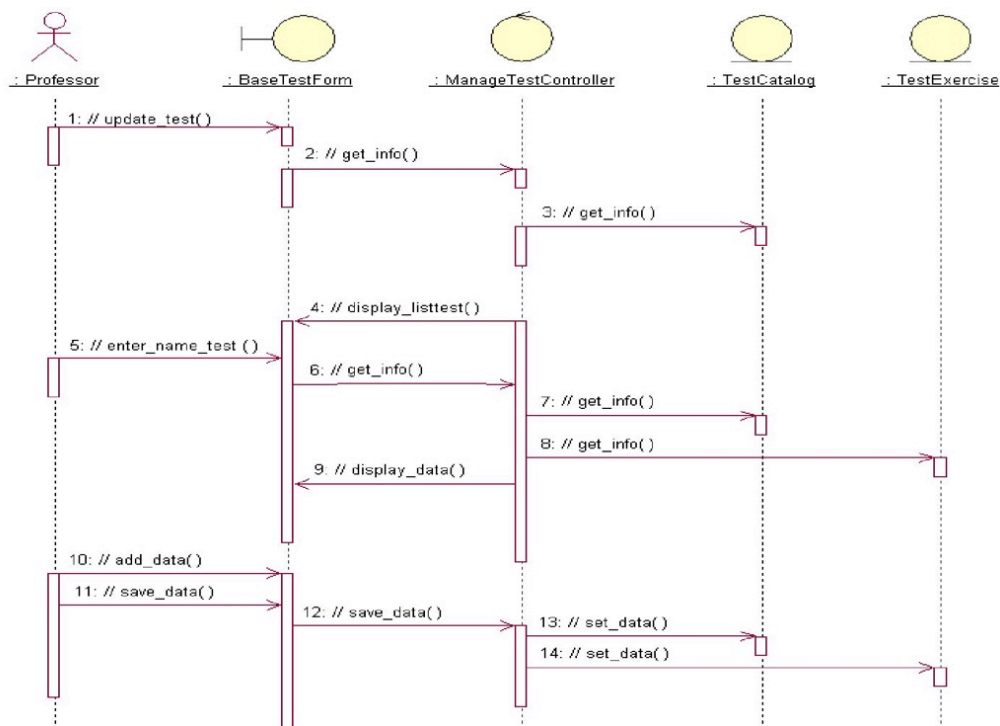 : Professor
: BaseTestForm
: ManageTestController
: TestCatalog
: TestExercise
1: // update_test()
2: // get_info( )
3: // get_info( )
4: // display_listtest( )
5: // enter_name_test ( )
6: // get_info( )
7: // get_info( )
8: // get_info( )
9: // display_data( )
10: // add_data( )
11: // save_data( )
12: // save_data( )
13: // set_data( )
14: // set_data( )